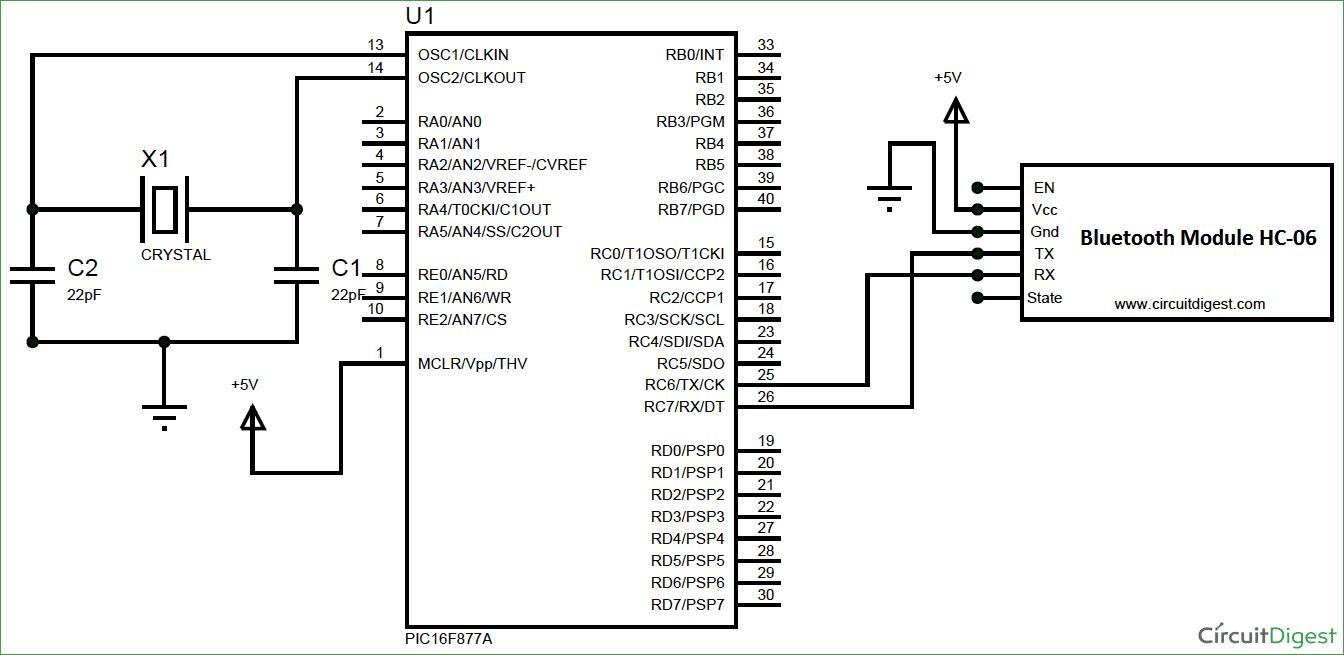 U1
13 OSC1/CLKIN
14 OSC2/CLKOUT
2 RA0/AN0
3 RA1/AN1
4 RA2/AN2/VREF-/CVREF
5 RA3/AN3/VREF+
6 RA4/T0CKI/C1OUT
7 RA5/AN4/SS/C2OUT
8 RE0/AN5/RD
9 RE1/AN6/WR
10 RE2/AN7/CS
1 MCLR/Vpp/THV
RB0/INT 33
RB1 34
RB2 35
RB3/PGM 36
RB4 37
RB5 38
RB6/PGC 39
RB7/PGD 40
RC0/T1OSO/T1CKI 15
RC1/T1OSI/CCP2 16
RC2/CCP1 17
RC3/SCK/SCL 18
RC4/SDI/SDA 23
RC5/SDO 24
RC6/TX/CK 25
RC7/RX/DT 26
RD0/PSP0 19
RD1/PSP1 20
RD2/PSP2 21
RD3/PSP3 22
RD4/PSP4 27
RD5/PSP5 28
RD6/PSP6 29
RD7/PSP7 30
PIC16F877A
X1
CRYSTAL
C2
22pF
C1
22pF
+5V
+5V
EN
Vcc
Gnd
TX
RX
State
Bluetooth Module HC-06
www.circuitdigest.com
CircuitDigest